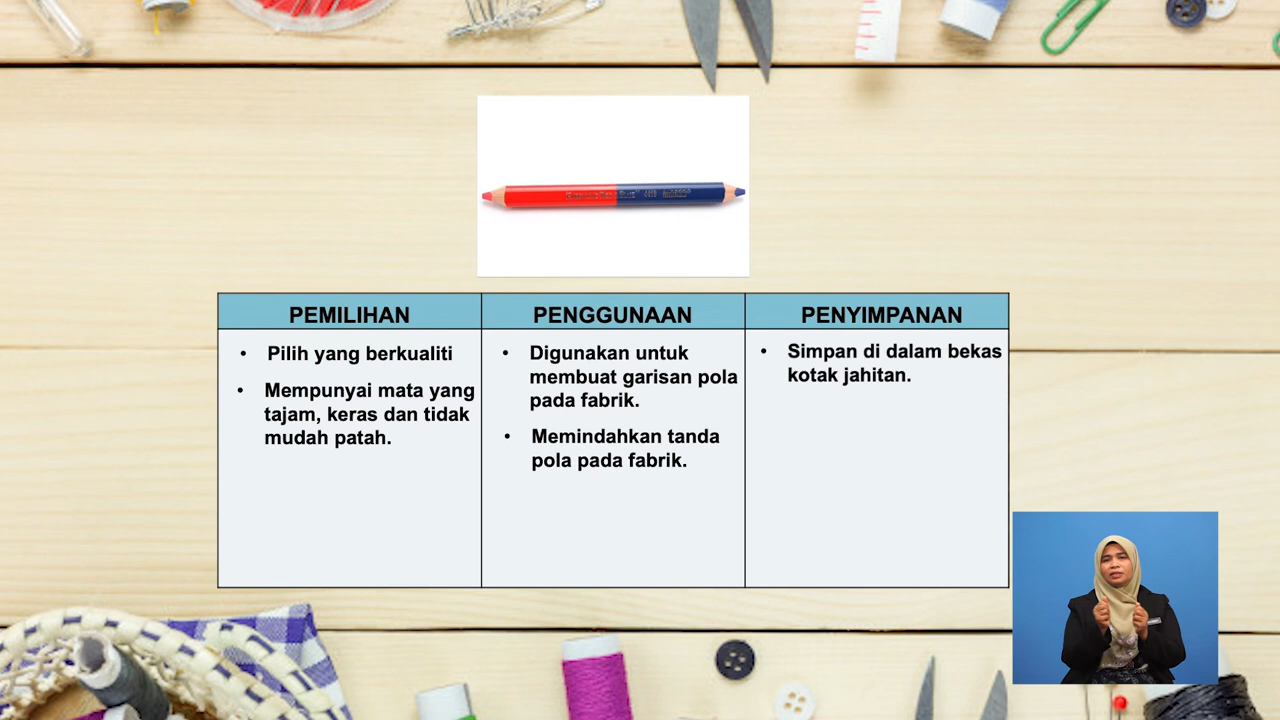 PEMILIHAN
PENGGUNAAN
PENYIMPANAN
• Pilih yang berkualiti
• Mempunyai mata yang
tajam, keras dan tidak
mudah patah.
• Digunakan untuk
membuat garisan pola
pada fabrik.
• Memindahkan tanda
pola pada fabrik.
• Simpan di dalam bekas
kotak jahitan.